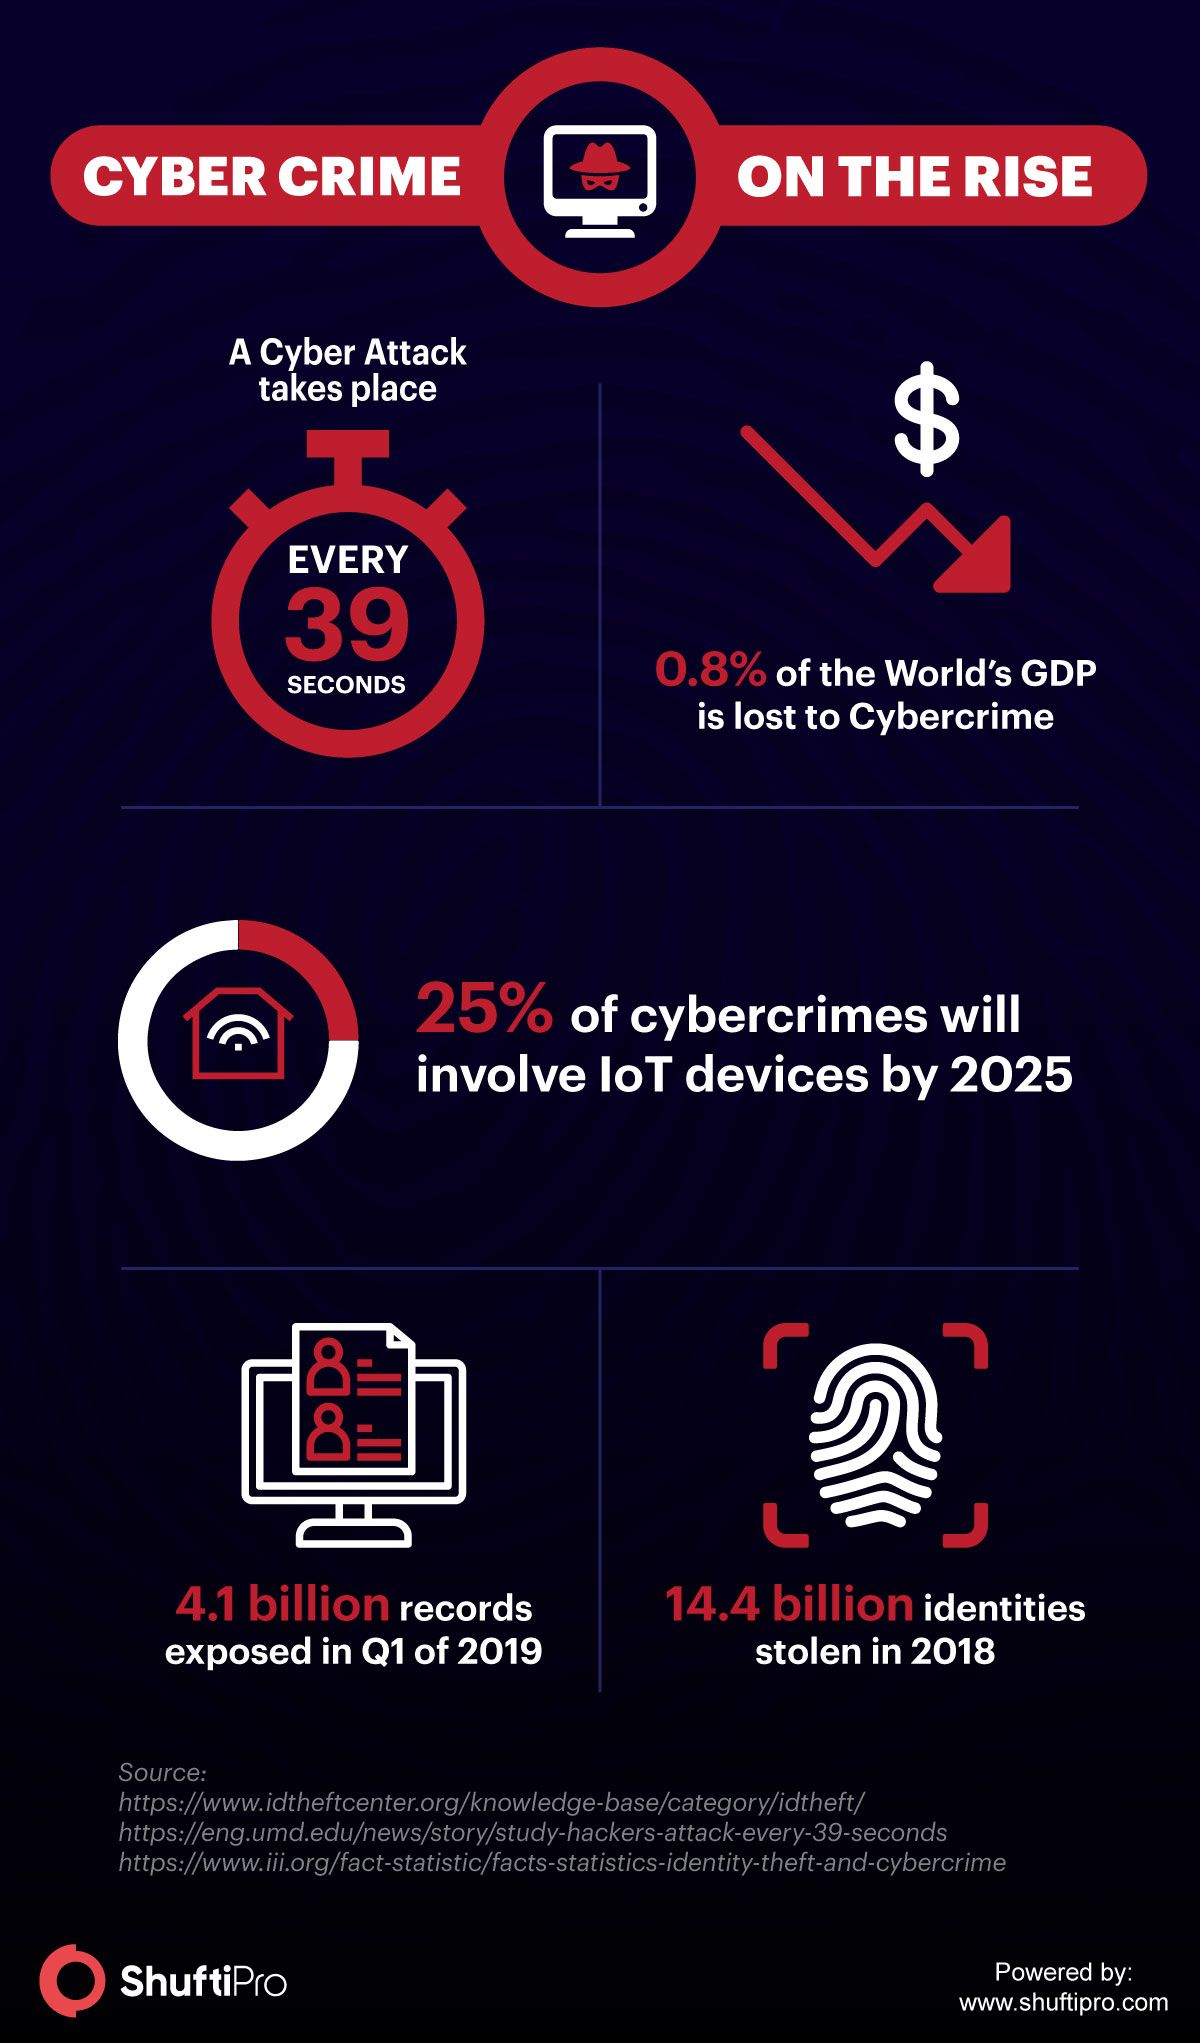 CYBER CRIME ON THE RISE
A Cyber Attack
takes place
EVERY
39
SECONDS
$
0.8% of the World's GDP
is lost to Cybercrime
25% of cybercrimes will
involve IoT devices by 2025
4.1 billion records
exposed in Q1 of 2019
14.4 billion identities
stolen in 2018
Source:
https://www.idtheftcenter.org/knowledge-base/category/idtheft/
https://eng.umd.edu/news/story/study-hackers-attack-every-39-seconds
https://www.iii.org/fact-statistic/facts-statistics-identity-theft-and-cybercrime
ShuftiPro
Powered by:
www.shuftipro.com